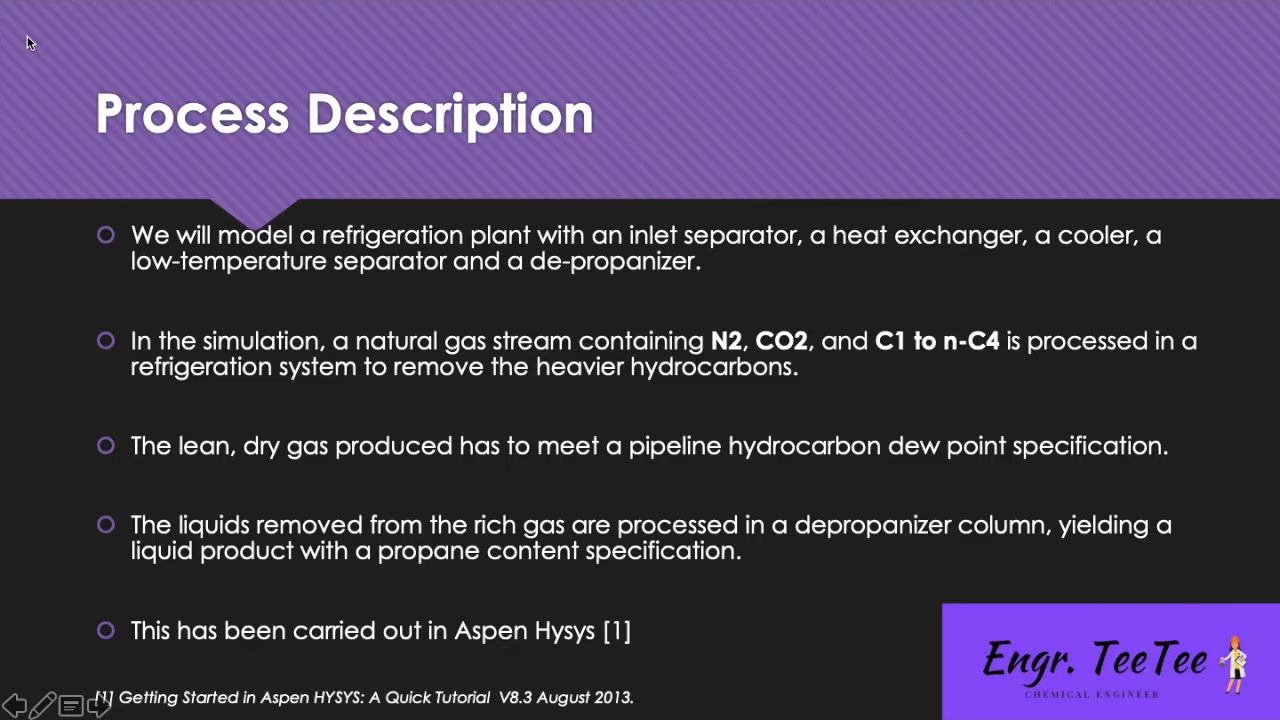 Process Description
We will model a refrigeration plant with an inlet separator, a heat exchanger, a cooler, a
low-temperature separator and a de-propanizer.
In the simulation, a natural gas stream containing N2, CO2, and C1 to n-C4 is processed in a
refrigeration system to remove the heavier hydrocarbons.
The lean, dry gas produced has to meet a pipeline hydrocarbon dew point specification.
The liquids removed from the rich gas are processed in a depropanizer column, yielding a
liquid product with a propane content specification.
This has been carried out in Aspen Hysys [1]
[1] Getting Started in Aspen HYSYS: A Quick Tutorial V8.3 August 2013.
Engr. TeeTee
CHEMICAL ENGINEER